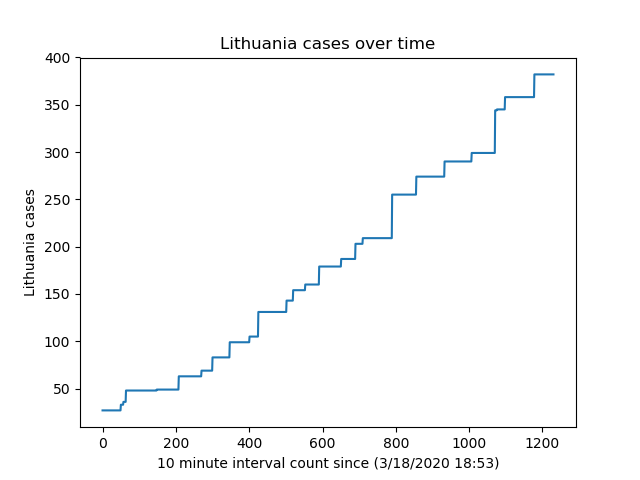 Lithuania cases over time
400
350
300
250
200
150
100
50
Lithuania cases
0 200 400 600 800 1000 1200
10 minute interval count since (3/18/2020 18:53)